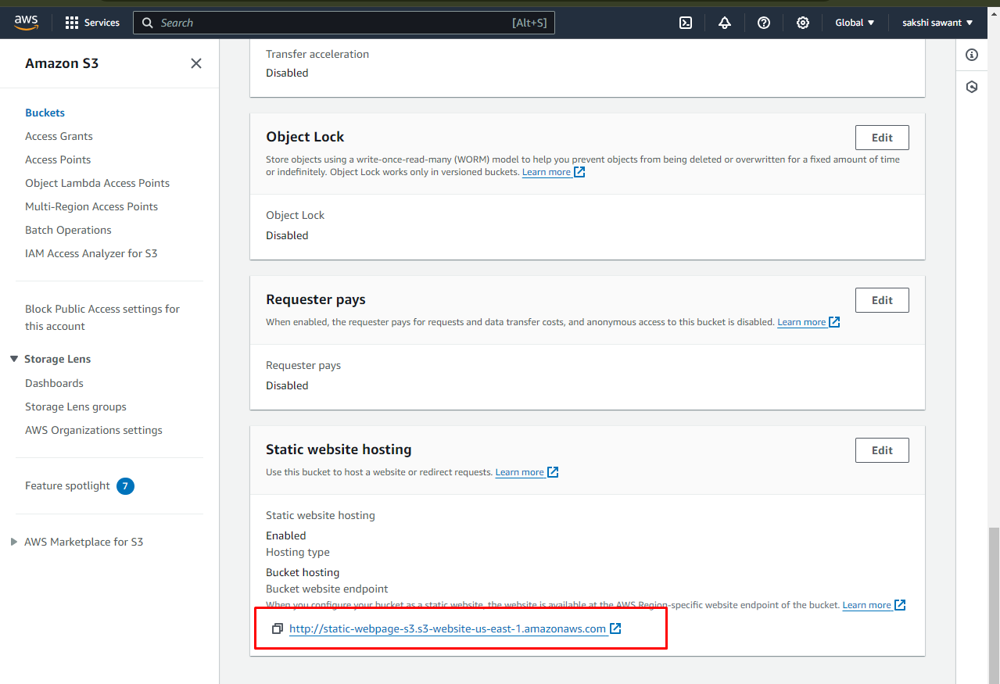 aws
Services
Search
[Alt+S]
Global
sakshi sawant
Amazon S3
Buckets
Access Grants
Access Points
Object Lambda Access Points
Multi-Region Access Points
Batch Operations
IAM Access Analyzer for S3
Block Public Access settings for
this account
Storage Lens
Dashboards
Storage Lens groups
AWS Organizations settings
Feature spotlight 7
AWS Marketplace for S3
Transfer acceleration
Disabled
Object Lock
Edit
Store objects using a write-once-read-many (WORM) model to help you prevent objects from being deleted or overwritten for a fixed amount of time
or indefinitely. Object Lock works only in versioned buckets. Learn more
Object Lock
Disabled
Requester pays
Edit
When enabled, the requester pays for requests and data transfer costs, and anonymous access to this bucket is disabled. Learn more
Requester pays
Disabled
Static website hosting
Edit
Use this bucket to host a website or redirect requests. Learn more
Static website hosting
Enabled
Hosting type
Bucket hosting
Bucket website endpoint
When you configure your bucket as a static website, the website is available at the AWS Region-specific website endpoint of the bucket. Learn more
http://static-webpage-s3.s3-website-us-east-1.amazonaws.com